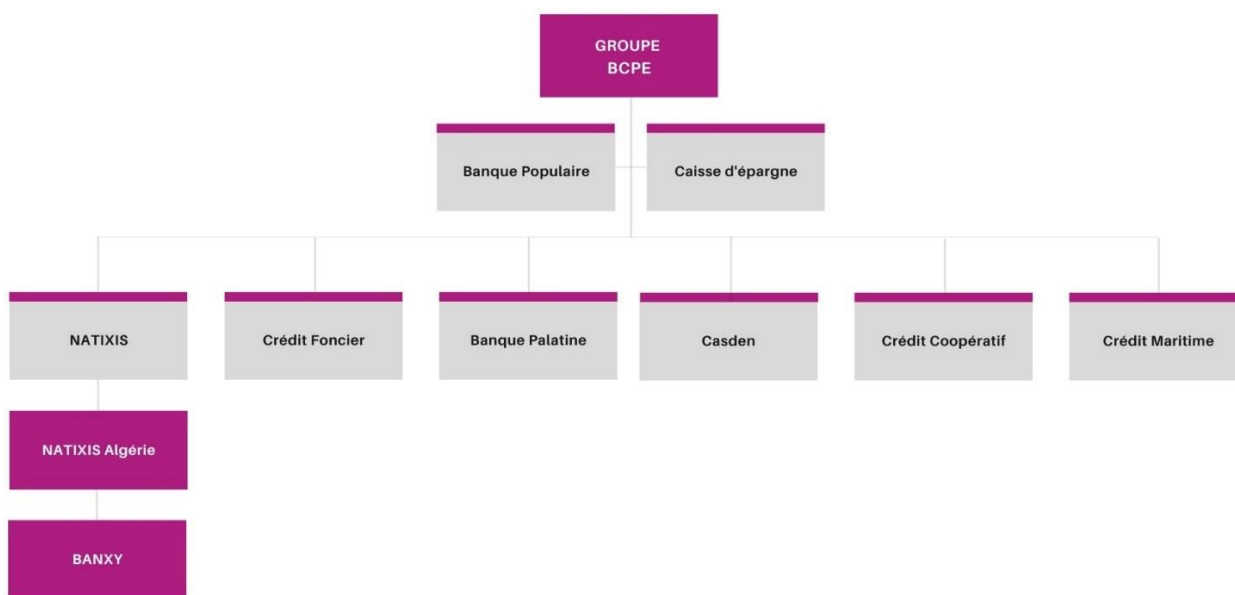 GROUPE
BCPE
Banque Populaire
Caisse d'épargne
NATIXIS
Crédit Foncier
Banque Palatine
Casden
Crédit Coopératif
Crédit Maritime
NATIXIS Algérie
BANXY